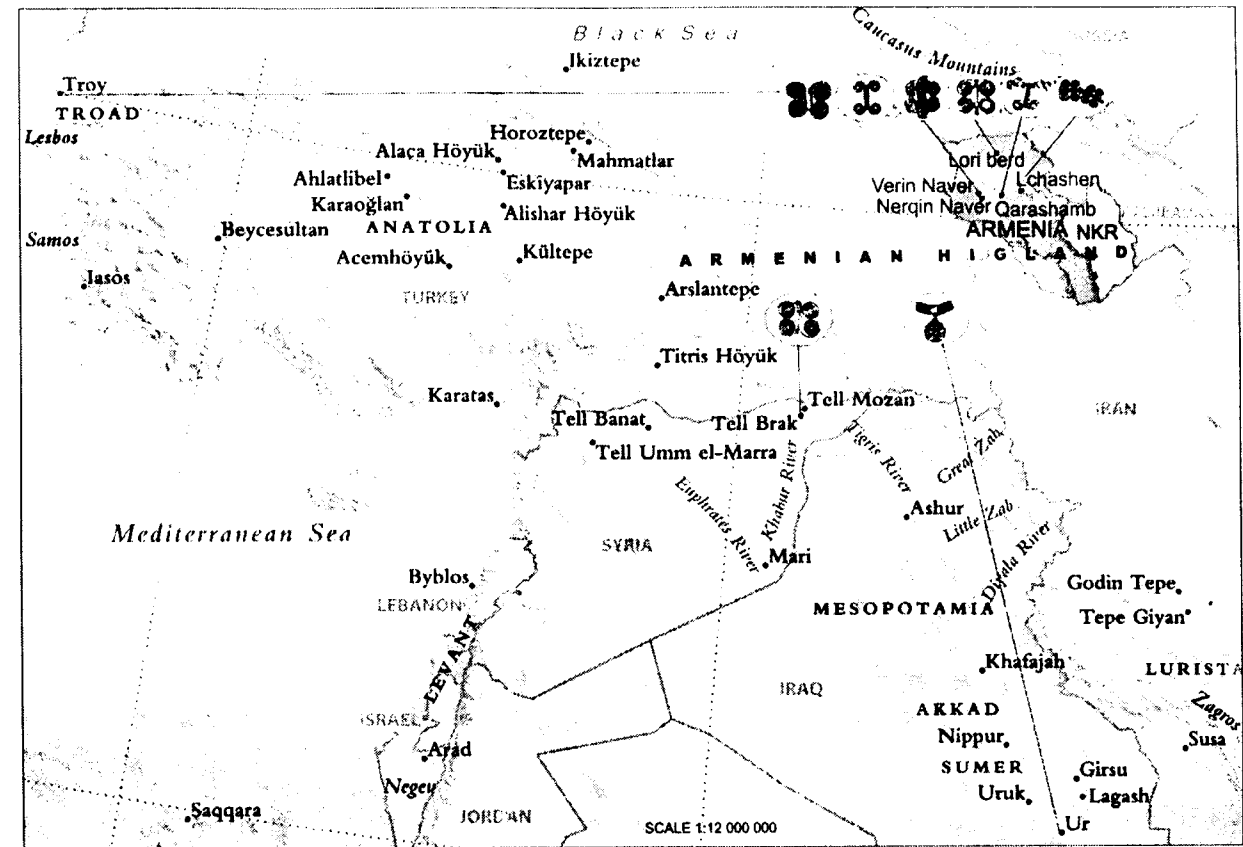 Black Sea
Caucasus Mountains
RUSSIA
Ikiztepe
Troy
TROAD
Lesbos
Horoztepe
Alaça Höyük
Mahmatlar
Ahlatlibel
Eskiyapar
Karaoğlan
Alishar Höyük
Lori berd
Lchashen
Verin Naver
Nerqin Naver
Qarashamb
ARMENIA NKR
Samos
Beycesultan
ANATOLIA
Acemhöyük
Kültepe
ARMENIAN HIGLAND
Iasos
TURKEY
Arslantepe
Titris Höyük
Karatas
Tell Mozan
Tell Banat
Tell Brak
IRAN
Tell Umm el-Marra
Tigris River
Great Zab
Khabur River
Euphrates River
Ashur
Little Zab
Mediterranean Sea
SYRIA
Mari
Diyala River
Byblos
LEBANON
Godin Tepe
MESOPOTAMIA
Tepe Giyan
LEVANT
Khafajah
LURISTA
IRAQ
ISRAEL
AKKAD
Zagros
Arad
Nippur
Susa
Negev
SUMER
Girsu
Uruk
Lagash
Saqqara
JORDAN
SCALE 1:12 000 000
Ur